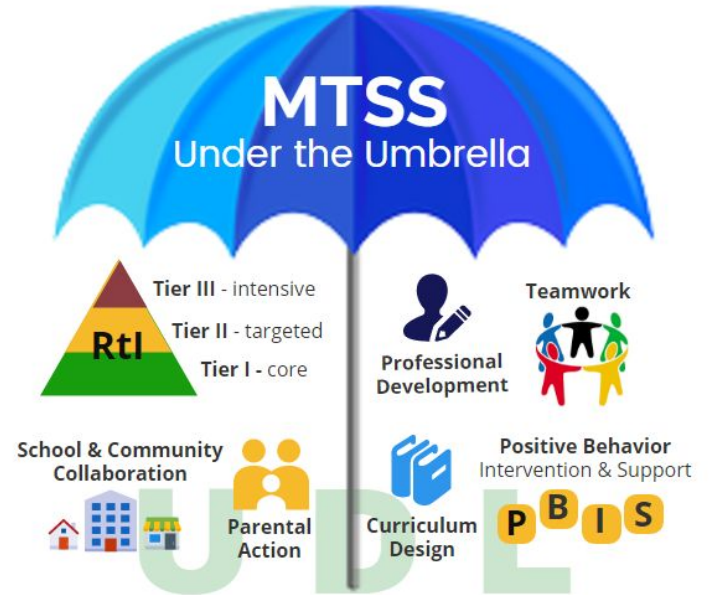 MTSS
Under the Umbrella
Tier III - intensive
Tier II - targeted
Tier I - core
RtI
Professional
Development
Teamwork
School & Community
Collaboration
Parental
Action
Curriculum
Design
Positive Behavior
Intervention & Support
P B I S
U D L